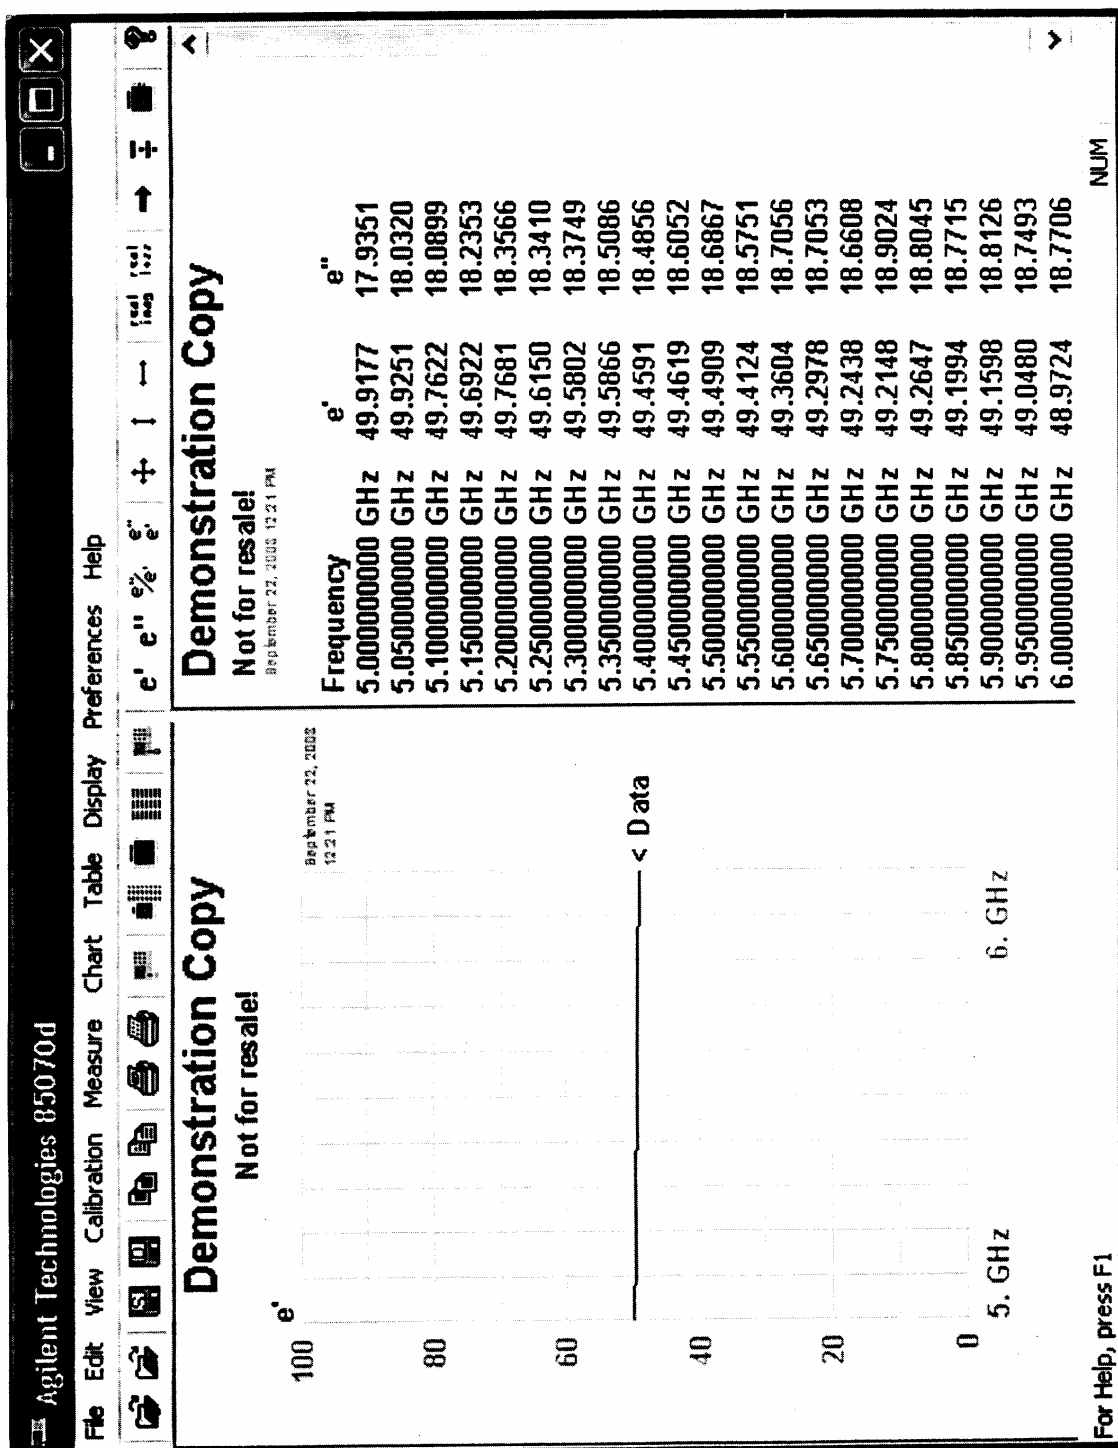 Agilent Technologies 85070d
File Edit View Calibration Measure Chart Table Display Preferences Help
e' e'' e''/e' e'' e'
real imag
Demonstration Copy
Not for resale!
12:21 PM
e'
100
80
60
40
20
0
< Data
5. GHz
6. GHz
Demonstration Copy
Not for resale!
Frequency e' e''
5.000000000 GHz 49.9177 17.9351
5.050000000 GHz 49.9251 18.0320
5.100000000 GHz 49.7622 18.0899
5.150000000 GHz 49.6922 18.2353
5.200000000 GHz 49.7681 18.3566
5.250000000 GHz 49.6150 18.3410
5.300000000 GHz 49.5802 18.3749
5.350000000 GHz 49.5866 18.5086
5.400000000 GHz 49.4591 18.4856
5.450000000 GHz 49.4619 18.6052
5.500000000 GHz 49.4909 18.6867
5.550000000 GHz 49.4124 18.5751
5.600000000 GHz 49.3604 18.7056
5.650000000 GHz 49.2978 18.7053
5.700000000 GHz 49.2438 18.6608
5.750000000 GHz 49.2148 18.9024
5.800000000 GHz 49.2647 18.8045
5.850000000 GHz 49.1994 18.7715
5.900000000 GHz 49.1598 18.8126
5.950000000 GHz 49.0480 18.7493
6.000000000 GHz 48.9724 18.7706
For Help, press F1
NUM